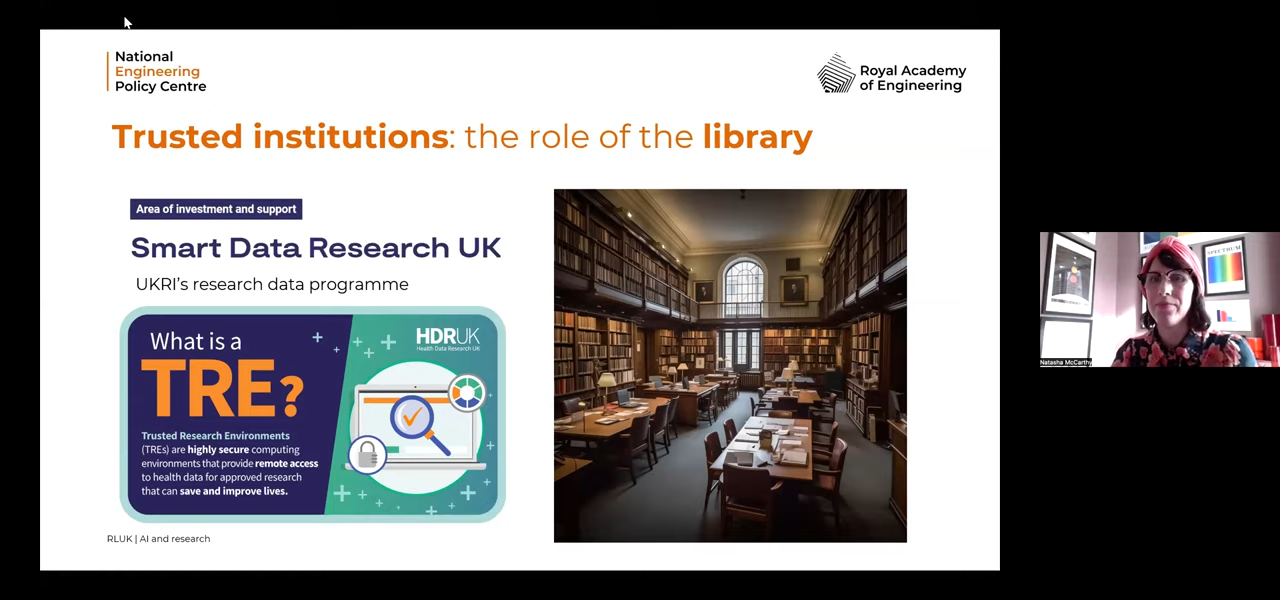 National
Engineering
Policy Centre
Royal Academy
of Engineering
Trusted institutions: the role of the library
Area of investment and support
Smart Data Research UK
UKRI's research data programme
What is a
TRE?
HDRUK
Health Data Research UK
Trusted Research Environments
(TREs) are highly secure computing
environments that provide remote access
to health data for approved research
that can save and improve lives.
RLUK | AI and research
SPECTRUM
Natasha McCarthy